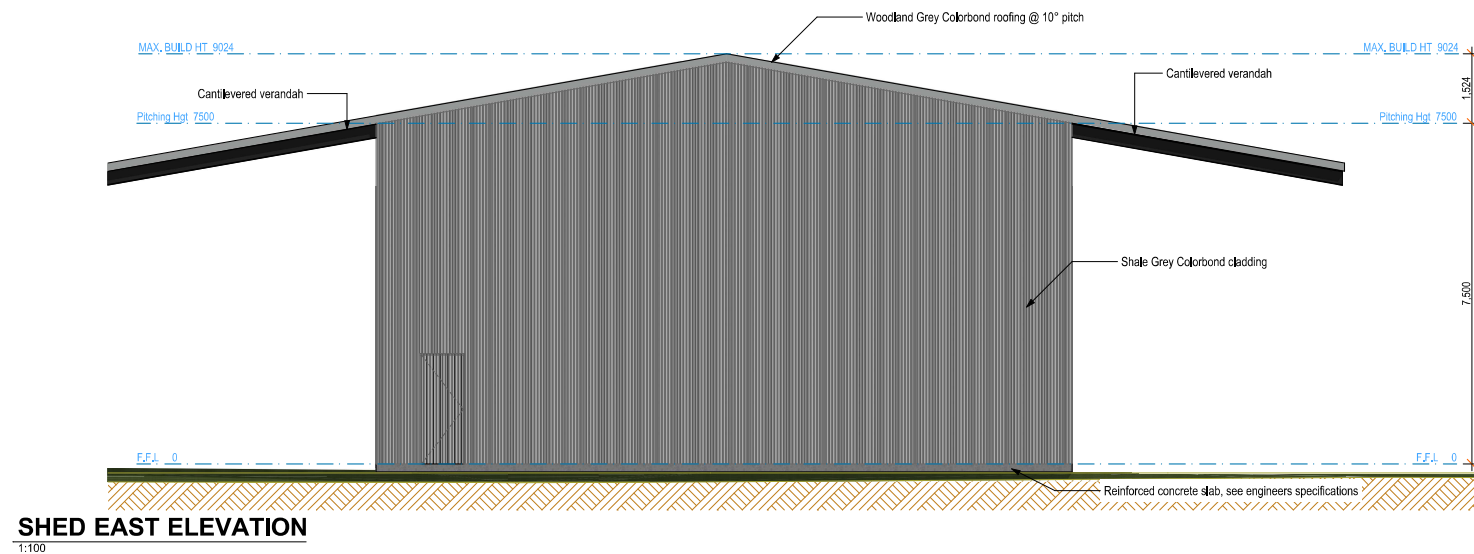 Woodland Grey Colorbond roofing @ 10° pitch
MAX. BUILD HT 9024
MAX. BUILD HT 9024
Cantilevered verandah
Cantilevered verandah
1.524
Pitching Hgt 7500
Pitching Hgt 7500
Shale Grey Colorbond cladding
7.500
F.F.L 0
F.F.L 0
Reinforced concrete slab, see engineers specifications
SHED EAST ELEVATION
1:100